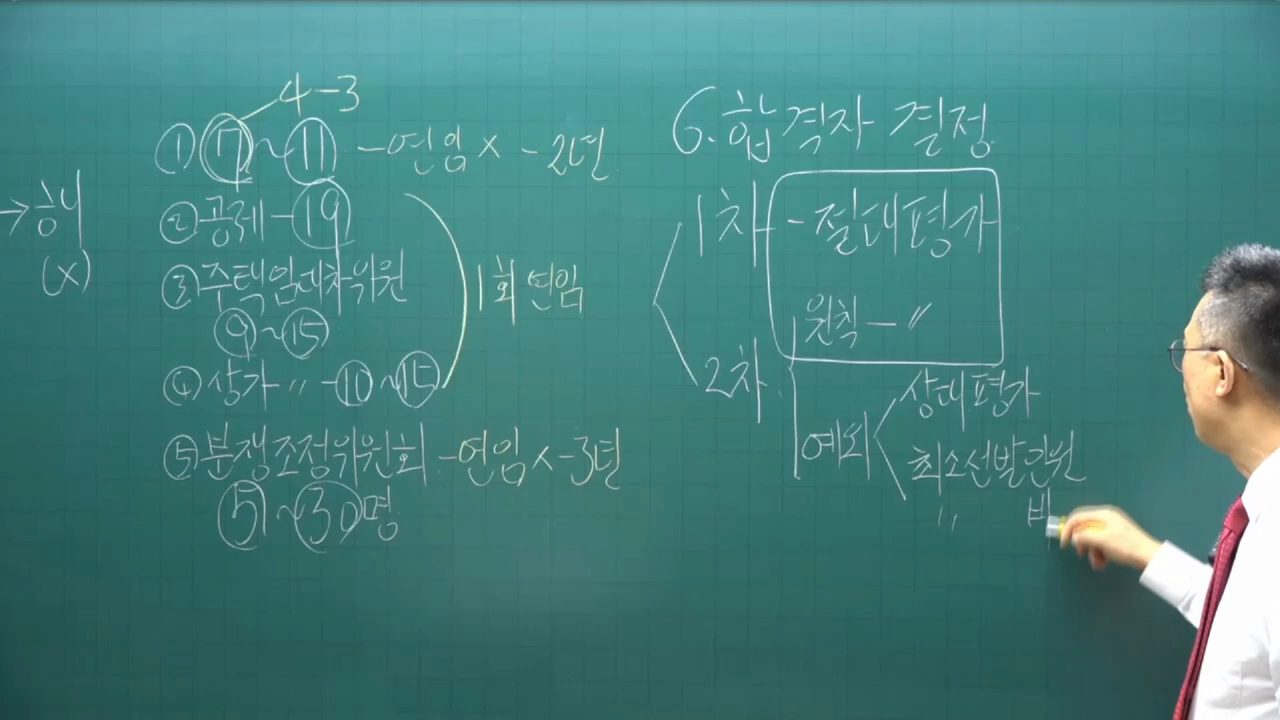 4-3
① 7~11 -연임× -2년
→해
(×)
② 공제-19
③ 주택임대차위원
9~15
④ 상가 〃 -10~15
1회 연임
⑤ 분쟁조정위원회 -연임×-3년
5~30명
6. 합격자 결정
1차 -절대평가
원칙-〃
2차
예외
상대평가
최소선발인원
〃 비